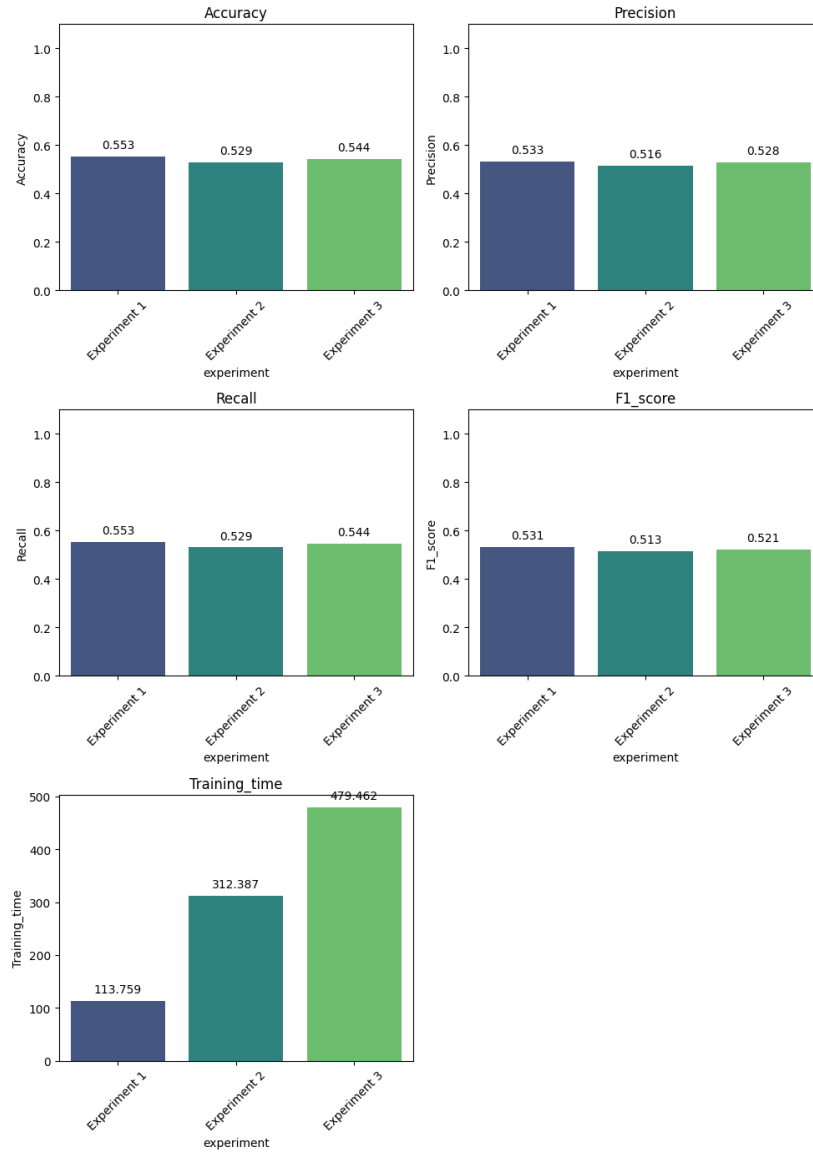 Accuracy
1.0
0.8
0.6
0.4
0.2
0.0
Accuracy
0.553
0.529
0.544
Experiment 1
Experiment 2
Experiment 3
experiment
Precision
1.0
0.8
0.6
0.4
0.2
0.0
Precision
0.533
0.516
0.528
Experiment 1
Experiment 2
Experiment 3
experiment
Recall
1.0
0.8
0.6
0.4
0.2
0.0
Recall
0.553
0.529
0.544
Experiment 1
Experiment 2
Experiment 3
experiment
F1_score
1.0
0.8
0.6
0.4
0.2
0.0
F1_score
0.531
0.513
0.521
Experiment 1
Experiment 2
Experiment 3
experiment
Training_time
500
400
300
200
100
0
Training_time
113.759
312.387
479.462
Experiment 1
Experiment 2
Experiment 3
experiment